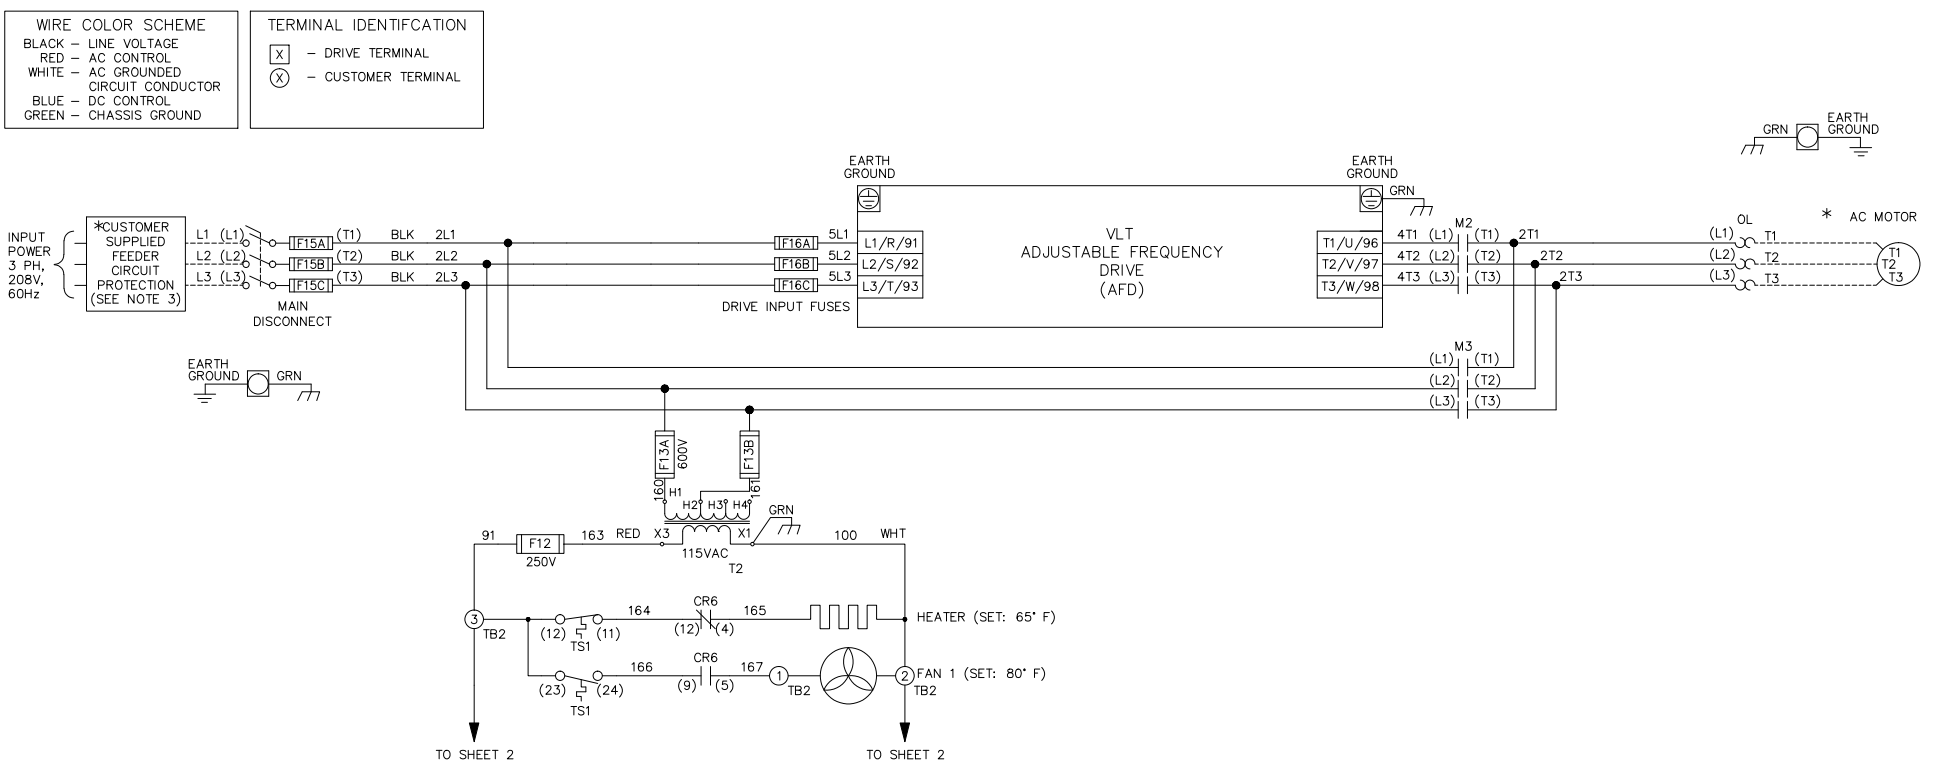 WIRE COLOR SCHEME
BLACK – LINE VOLTAGE
RED – AC CONTROL
WHITE – AC GROUNDED
CIRCUIT CONDUCTOR
BLUE – DC CONTROL
GREEN – CHASSIS GROUND
TERMINAL IDENTIFCATION
X – DRIVE TERMINAL
X – CUSTOMER TERMINAL
GRN
EARTH
GROUND
INPUT
POWER
3 PH,
208V,
60Hz
*CUSTOMER
SUPPLIED
FEEDER
CIRCUIT
PROTECTION
(SEE NOTE 3)
L1 (L1) F15A (T1) BLK 2L1
L2 (L2) F15B (T2) BLK 2L2
L3 (L3) F15C (T3) BLK 2L3
MAIN
DISCONNECT
F16A 5L1
F16B 5L2
F16C 5L3
DRIVE INPUT FUSES
EARTH
GROUND
L1/R/91
L2/S/92
L3/T/93
VLT
ADJUSTABLE FREQUENCY
DRIVE
(AFD)
EARTH
GROUND
GRN
T1/U/96
T2/V/97
T3/W/98
M2
4T1 (L1) (T1) 2T1
4T2 (L2) (T2) 2T2
4T3 (L3) (T3) 2T3
OL
(L1) T1
(L2) T2
(L3) T3
* AC MOTOR
T1
T2
T3
M3
(L1) (T1)
(L2) (T2)
(L3) (T3)
EARTH
GROUND
GRN
F13A
600V
F13B
160
161
H1
H2 H3 H4
GRN
91 F12 163 RED X3 X1 100 WHT
250V
115VAC
T2
3
TB2
(12) (11)
TS1
164
CR6
(12) (4)
165
HEATER (SET: 65° F)
(23) (24)
TS1
166
CR6
(9) (5)
167
1
TB2
2
TB2
FAN 1 (SET: 80° F)
TO SHEET 2
TO SHEET 2